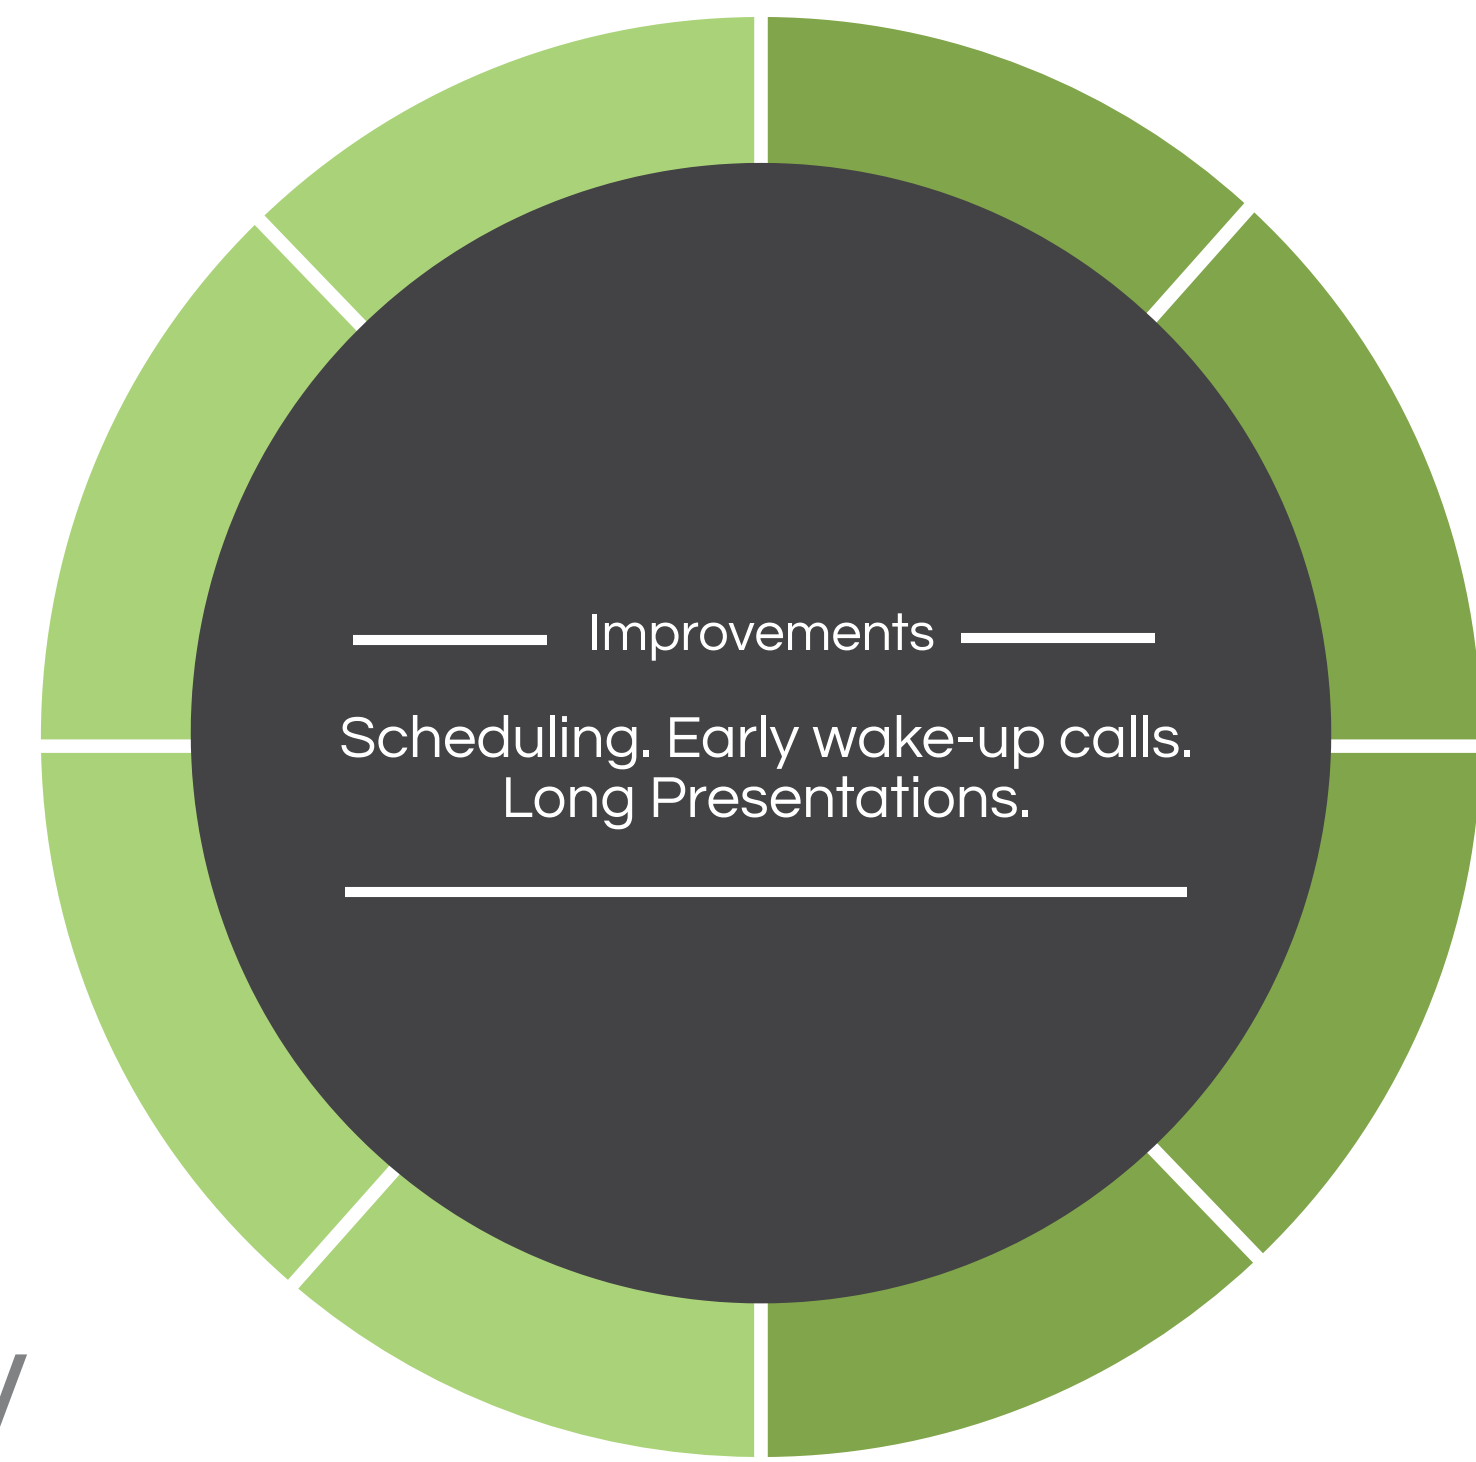 Improvements
Scheduling. Early wake-up calls.
Long Presentations.